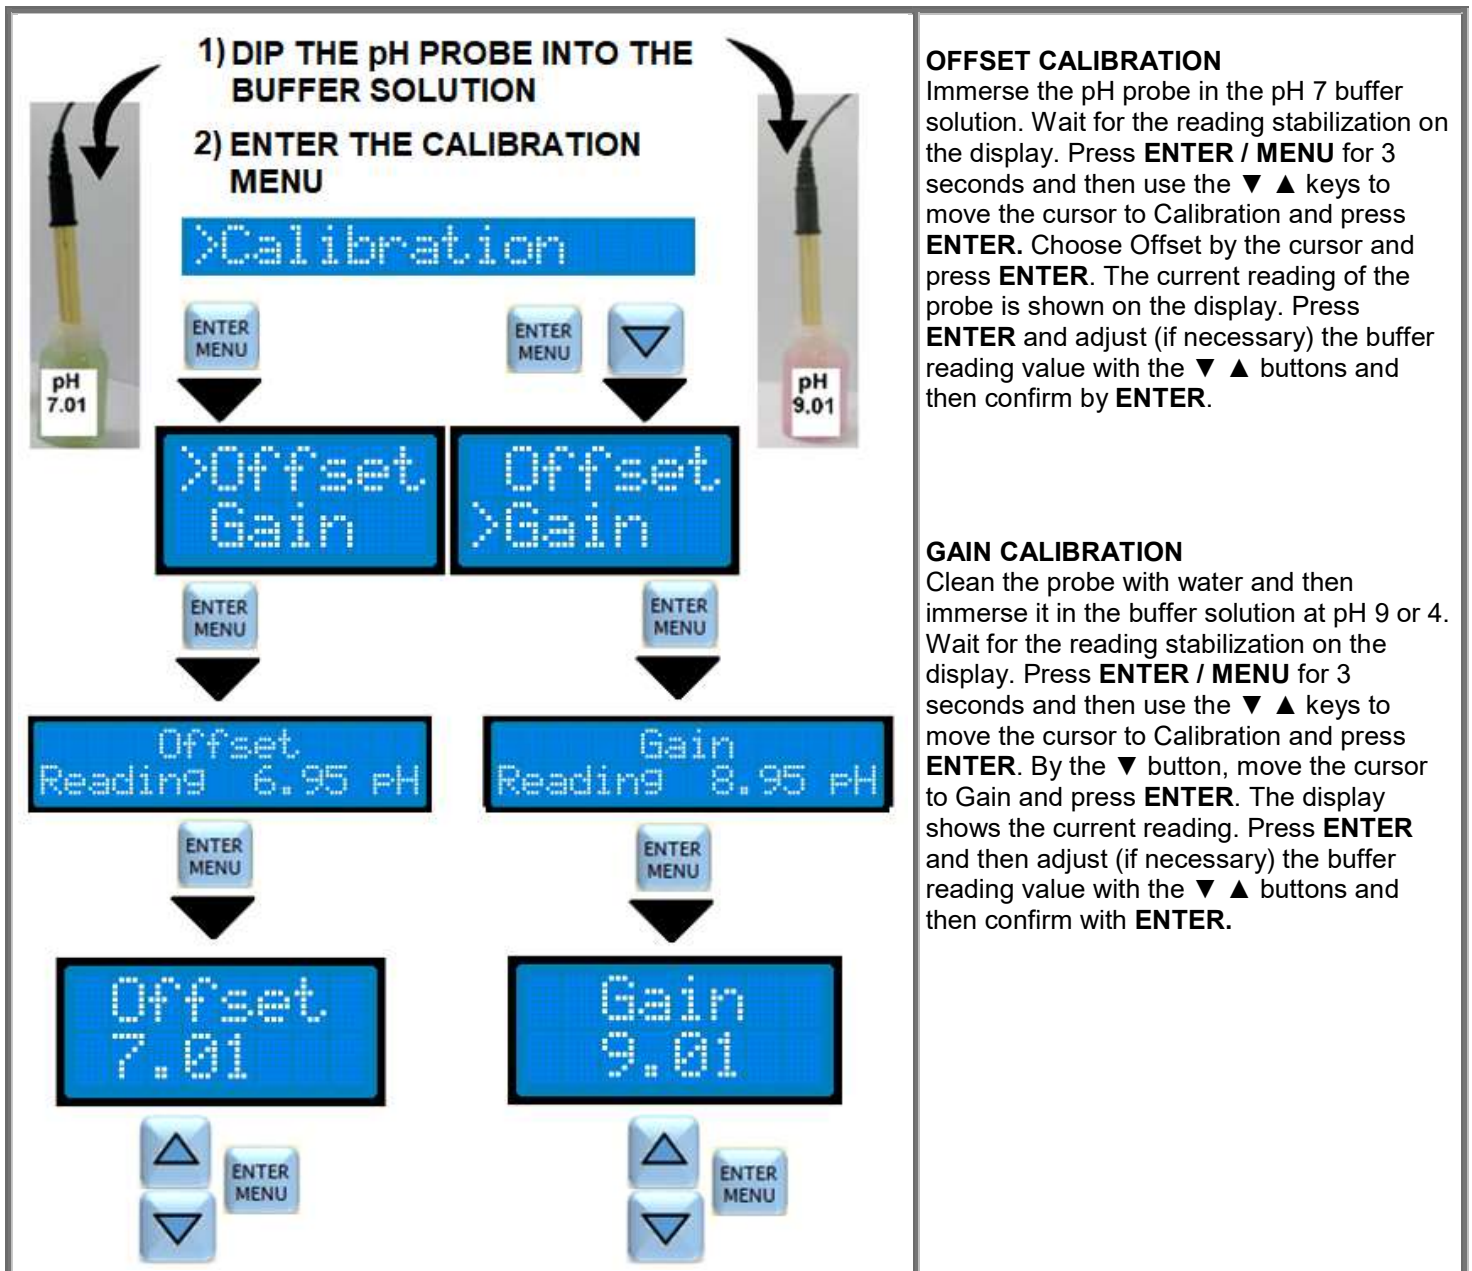 1) DIP THE pH PROBE INTO THE
BUFFER SOLUTION
2) ENTER THE CALIBRATION
MENU
>Calibration
ENTER
MENU
ENTER
MENU
pH
7.01
pH
9.01
>Offset
Gain
Offset
>Gain
ENTER
MENU
ENTER
MENU
Offset
Reading 6.95 pH
Gain
Reading 8.95 pH
ENTER
MENU
ENTER
MENU
Offset
7.01
Gain
9.01
ENTER
MENU
ENTER
MENU
OFFSET CALIBRATION
Immerse the pH probe in the pH 7 buffer
solution. Wait for the reading stabilization on
the display. Press ENTER / MENU for 3
seconds and then use the ▼ ▲ keys to
move the cursor to Calibration and press
ENTER. Choose Offset by the cursor and
press ENTER. The current reading of the
probe is shown on the display. Press
ENTER and adjust (if necessary) the buffer
reading value with the ▼ ▲ buttons and
then confirm by ENTER.
GAIN CALIBRATION
Clean the probe with water and then
immerse it in the buffer solution at pH 9 or 4.
Wait for the reading stabilization on the
display. Press ENTER / MENU for 3
seconds and then use the ▼ ▲ keys to
move the cursor to Calibration and press
ENTER. By the ▼ button, move the cursor
to Gain and press ENTER. The display
shows the current reading. Press ENTER
and then adjust (if necessary) the buffer
reading value with the ▼ ▲ buttons and
then confirm with ENTER.